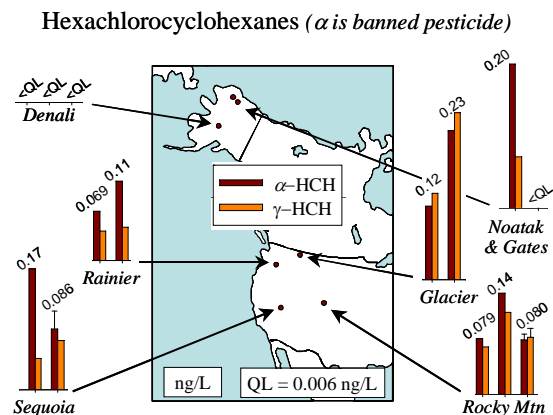 Hexachlorocyclohexanes (α is banned pesticide)
<QL <QL <QL
Denali
0.069 0.11
Rainier
0.17 0.086
Sequoia
α−HCH
γ−HCH
ng/L
QL = 0.006 ng/L
0.20 <QL
Noatak
& Gates
0.12 0.23
Glacier
0.079 0.14 0.080
Rocky Mtn